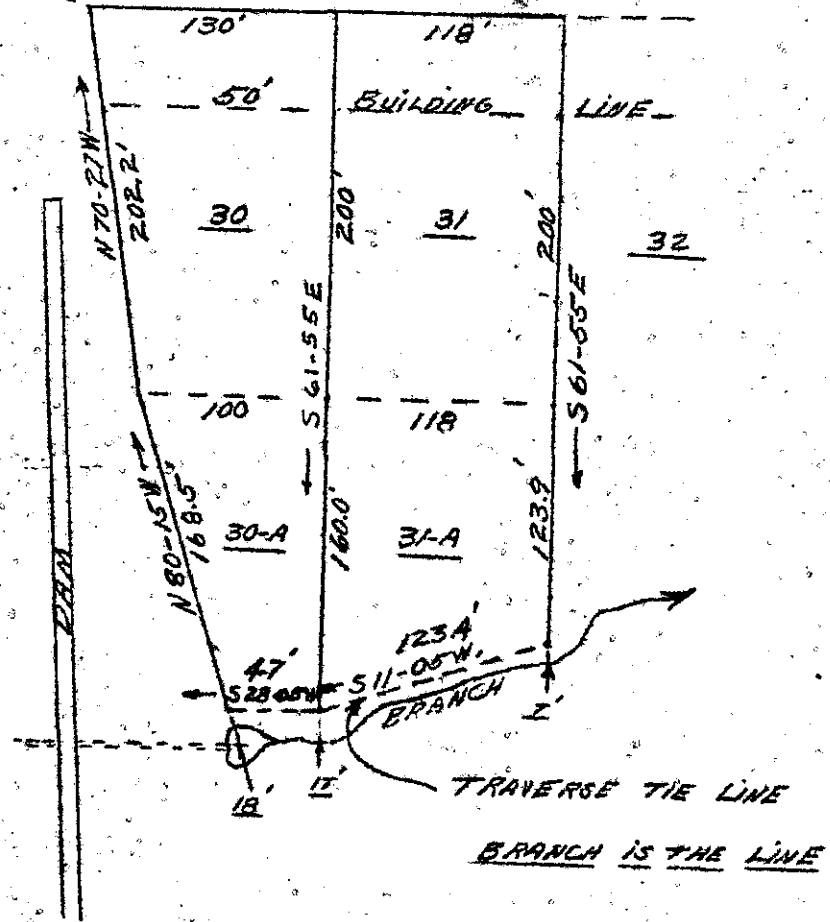 130' 118'
50' BUILDING LINE
N70-27W
202.2'
30
200'
31
200'
32
S61-55E
S61-55E
100 118
N80-15W
168.5'
30-A
160.0'
31-A
123.9'
DAM
47'
S28-05W
123.4'
S11-05W.
BRANCH
18'
17'
TRAVERSE TIE LINE
BRANCH IS THE LINE